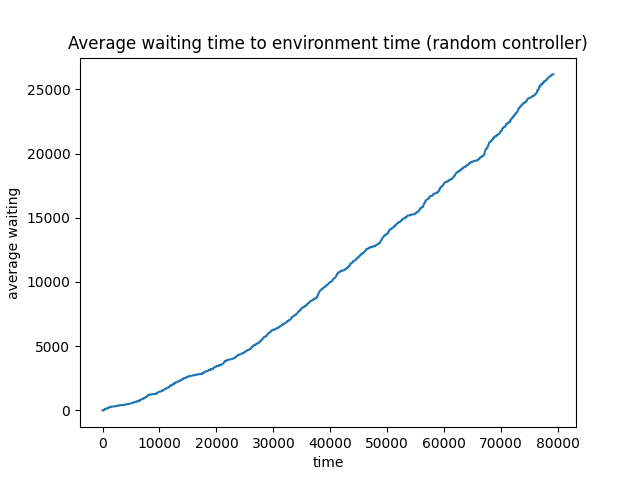 Average waiting time to environment time (random controller)
25000
20000
15000
10000
5000
0
average waiting
0 10000 20000 30000 40000 50000 60000 70000 80000
time